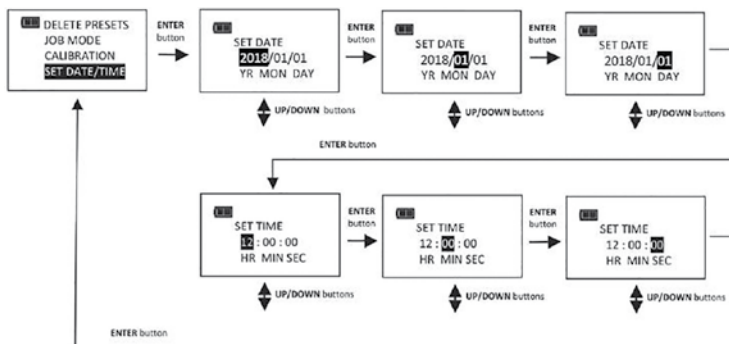 DELETE PRESETS
JOB MODE
CALIBRATION
SET DATE/TIME
ENTER
button
SET DATE
2018/01/01
YR MON DAY
UP/DOWN buttons
ENTER
button
SET DATE
2018/01/01
YR MON DAY
UP/DOWN buttons
ENTER
button
SET DATE
2018/01/01
YR MON DAY
UP/DOWN buttons
ENTER button
SET TIME
12 : 00 : 00
HR MIN SEC
UP/DOWN buttons
ENTER
button
SET TIME
12 : 00 : 00
HR MIN SEC
UP/DOWN buttons
ENTER
button
SET TIME
12 : 00 : 00
HR MIN SEC
UP/DOWN buttons
ENTER button